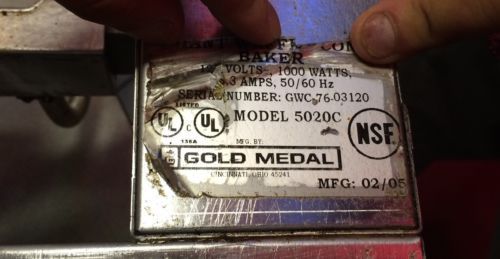 BAKER
VOLTS~, 1000 WATTS,
.3 AMPS, 50/60 Hz
SERIAL NUMBER: GWC-76-03120
LISTED
UL C UL MODEL 5020C NSF
136A MFG. BY:
GOLD MEDAL
CINCINNATI, OHIO 45241
MFG: 02/05